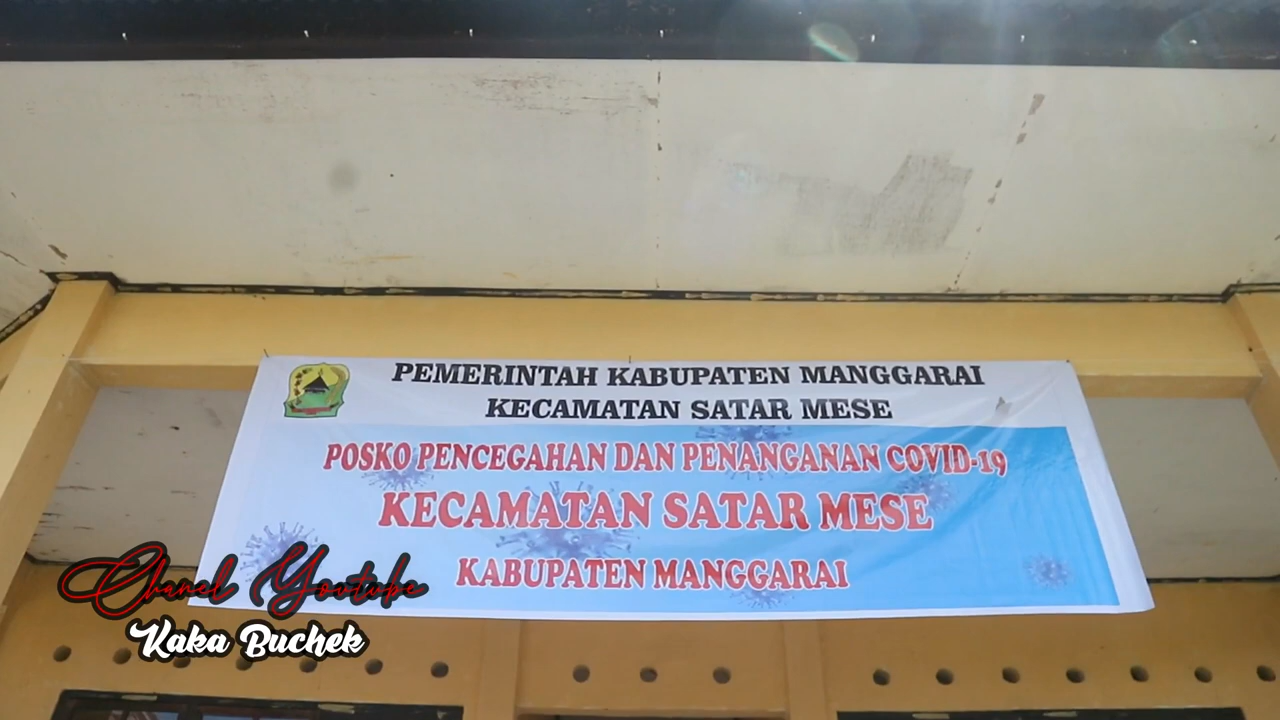 PEMERINTAH KABUPATEN MANGGARAI
KECAMATAN SATAR MESE
POSKO PENCEGAHAN DAN PENANGANAN COVID-19
KECAMATAN SATAR MESE
KABUPATEN MANGGARAI
Chanel Youtube
Kaka Buchek